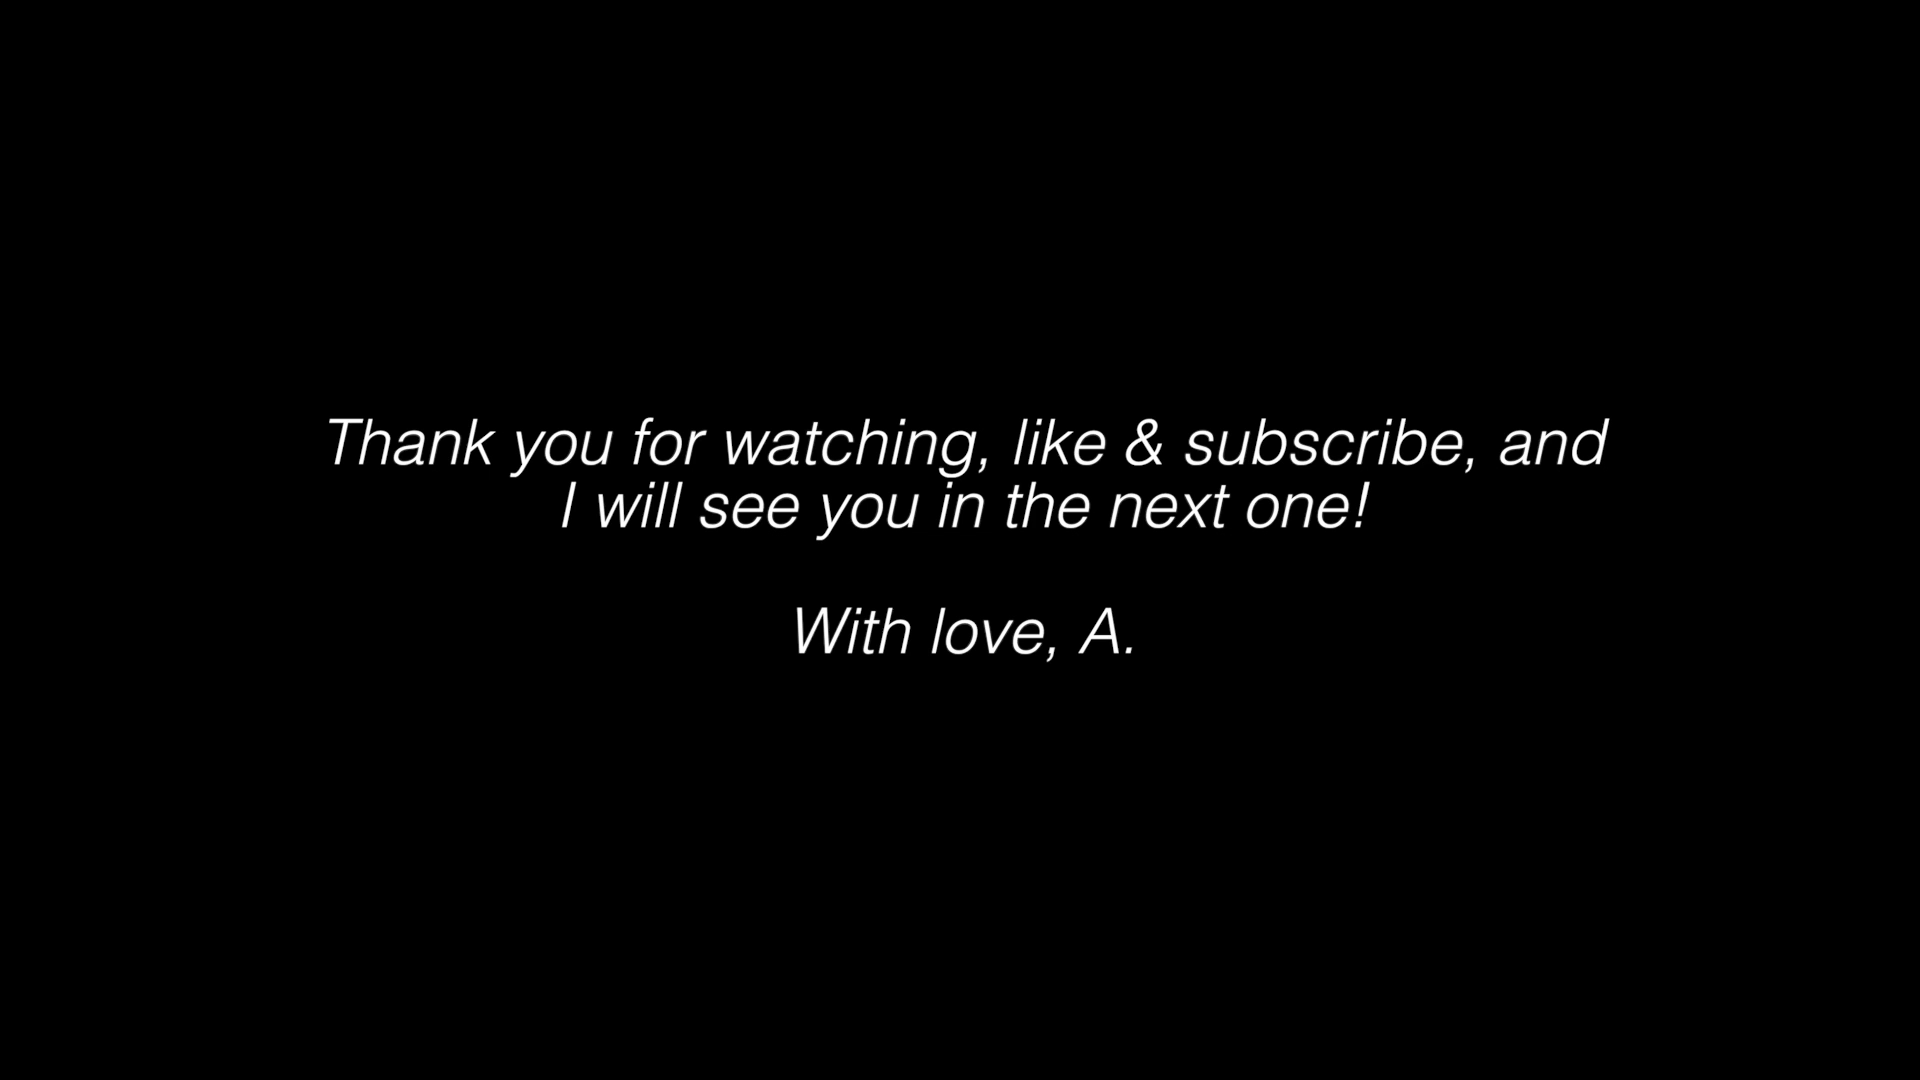 Thank you for watching, like & subscribe, and
I will see you in the next one!
With love, A.